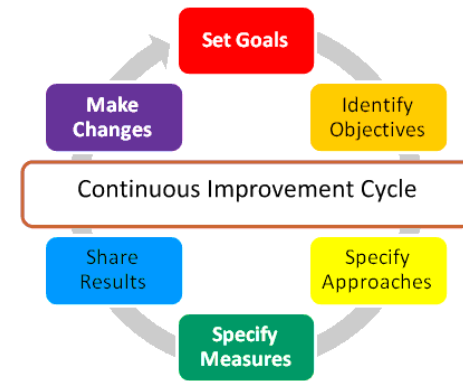 Set Goals
Make
Changes
Identify
Objectives
Continuous Improvement Cycle
Share
Results
Specify
Approaches
Specify
Measures